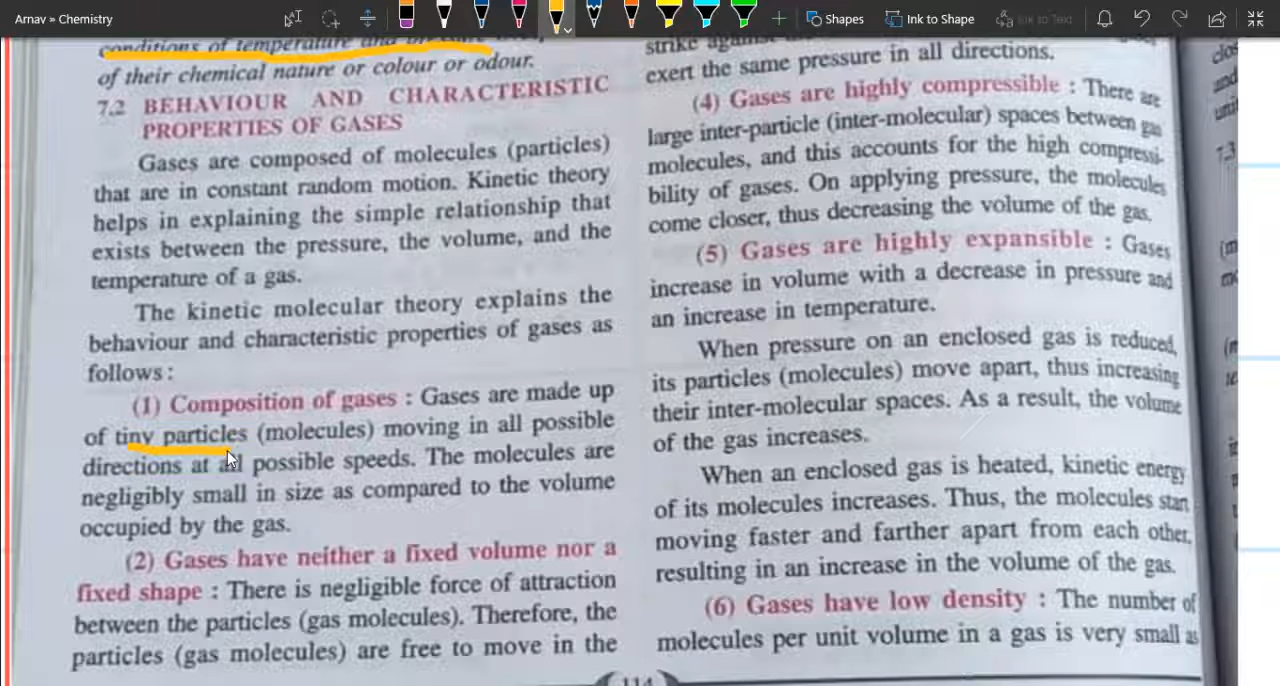 Arnav » Chemistry
Shapes
Ink to Shape
Ink to Text
conditions of temperature and
of their chemical nature or colour or odour.
7.2 BEHAVIOUR AND CHARACTERISTIC
PROPERTIES OF GASES
Gases are composed of molecules (particles)
that are in constant random motion. Kinetic theory
helps in explaining the simple relationship that
exists between the pressure, the volume, and the
temperature of a gas.
The kinetic molecular theory explains the
behaviour and characteristic properties of gases as
follows :
(1) Composition of gases : Gases are made up
of tiny particles (molecules) moving in all possible
directions at all possible speeds. The molecules are
negligibly small in size as compared to the volume
occupied by the gas.
(2) Gases have neither a fixed volume nor a
fixed shape : There is negligible force of attraction
between the particles (gas molecules). Therefore, the
particles (gas molecules) are free to move in the
strike against
exert the same pressure in all directions.
(4) Gases are highly compressible : There are
large inter-particle (inter-molecular) spaces between gas
molecules, and this accounts for the high compressi-
bility of gases. On applying pressure, the molecules
come closer, thus decreasing the volume of the gas.
(5) Gases are highly expansible : Gases
increase in volume with a decrease in pressure and
an increase in temperature.
When pressure on an enclosed gas is reduced,
its particles (molecules) move apart, thus increasing
their inter-molecular spaces. As a result, the volume
of the gas increases.
When an enclosed gas is heated, kinetic energy
of its molecules increases. Thus, the molecules start
moving faster and farther apart from each other,
resulting in an increase in the volume of the gas.
(6) Gases have low density : The number of
molecules per unit volume in a gas is very small as
114
7.3